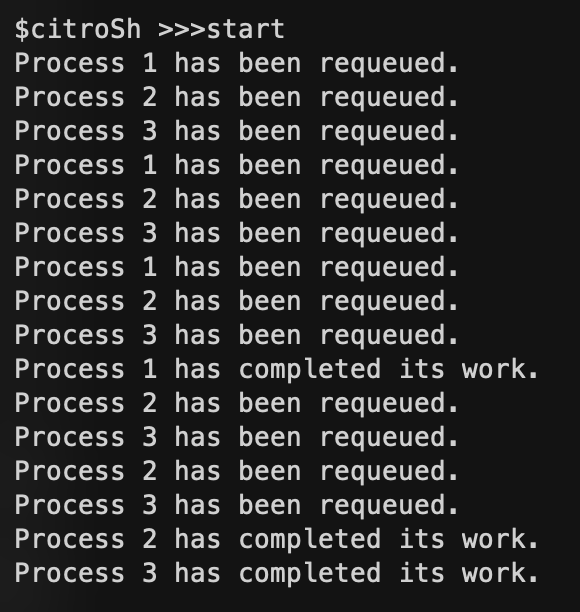 $citroSh >>>start
Process 1 has been requeued.
Process 2 has been requeued.
Process 3 has been requeued.
Process 1 has been requeued.
Process 2 has been requeued.
Process 3 has been requeued.
Process 1 has been requeued.
Process 2 has been requeued.
Process 3 has been requeued.
Process 1 has completed its work.
Process 2 has been requeued.
Process 3 has been requeued.
Process 2 has been requeued.
Process 3 has been requeued.
Process 2 has completed its work.
Process 3 has completed its work.